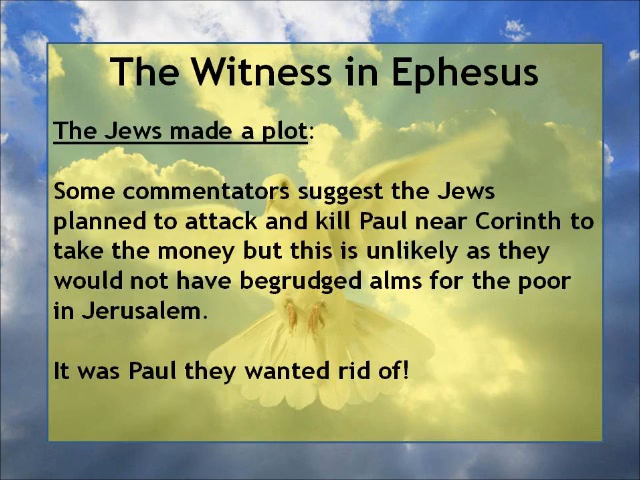 The Witness in Ephesus
The Jews made a plot:
Some commentators suggest the Jews
planned to attack and kill Paul near Corinth to
take the money but this is unlikely as they
would not have begrudged alms for the poor
in Jerusalem.
It was Paul they wanted rid of!